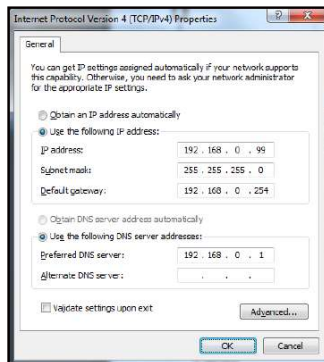 Internet Protocol Version 4 (TCP/IPv4) Properties
General
You can get IP settings assigned automatically if your network supports
this capability. Otherwise, you need to ask your network administrator
for the appropriate IP settings.
Obtain an IP address automatically
Use the following IP address:
IP address: 192 . 168 . 0 . 99
Subnet mask: 255 . 255 . 255 . 0
Default gateway: 192 . 168 . 0 . 254
Obtain DNS server address automatically
Use the following DNS server addresses:
Preferred DNS server: 192 . 168 . 0 . 1
Alternate DNS server: . . .
Validate settings upon exit
Advanced...
OK Cancel